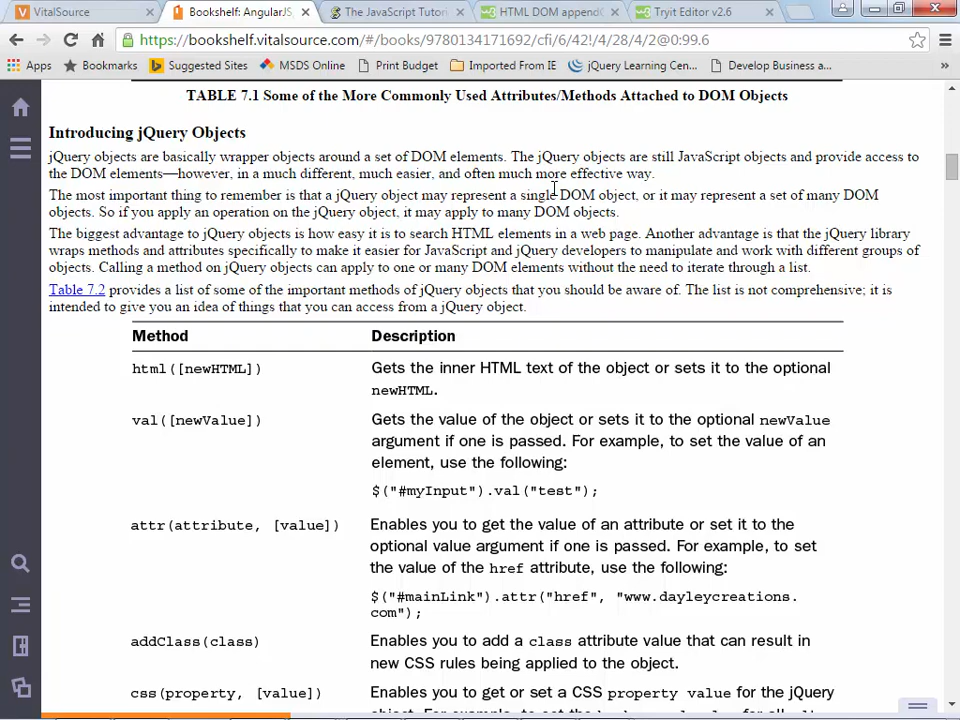 VitalSource
Bookshelf: AngularJS,
The JavaScript Tutori
HTML DOM appendC
Tryit Editor v2.6
https://bookshelf.vitalsource.com/#/books/9780134171692/cfi/6/42!/4/28/4/2@0:99.6
Apps
Bookmarks
Suggested Sites
MSDS Online
Print Budget
Imported From IE
jQuery Learning Cen...
Develop Business a...
»
TABLE 7.1 Some of the More Commonly Used Attributes/Methods Attached to DOM Objects
Introducing jQuery Objects
jQuery objects are basically wrapper objects around a set of DOM elements. The jQuery objects are still JavaScript objects and provide access to
the DOM elements—however, in a much different, much easier, and often much more effective way.
The most important thing to remember is that a jQuery object may represent a single DOM object, or it may represent a set of many DOM
objects. So if you apply an operation on the jQuery object, it may apply to many DOM objects.
The biggest advantage to jQuery objects is how easy it is to search HTML elements in a web page. Another advantage is that the jQuery library
wraps methods and attributes specifically to make it easier for JavaScript and jQuery developers to manipulate and work with different groups of
objects. Calling a method on jQuery objects can apply to one or many DOM elements without the need to iterate through a list.
Table 7.2 provides a list of some of the important methods of jQuery objects that you should be aware of. The list is not comprehensive; it is
intended to give you an idea of things that you can access from a jQuery object.
Method Description
html([newHTML]) Gets the inner HTML text of the object or sets it to the optional
newHTML.
val([newValue]) Gets the value of the object or sets it to the optional newValue
argument if one is passed. For example, to set the value of an
element, use the following:
$("#myInput").val("test");
attr(attribute, [value]) Enables you to get the value of an attribute or set it to the
optional value argument if one is passed. For example, to set
the value of the href attribute, use the following:
$("#mainLink").attr("href", "www.dayleycreations.
com");
addClass(class) Enables you to add a class attribute value that can result in
new CSS rules being applied to the object.
css(property, [value]) Enables you to get or set a CSS property value for the jQuery